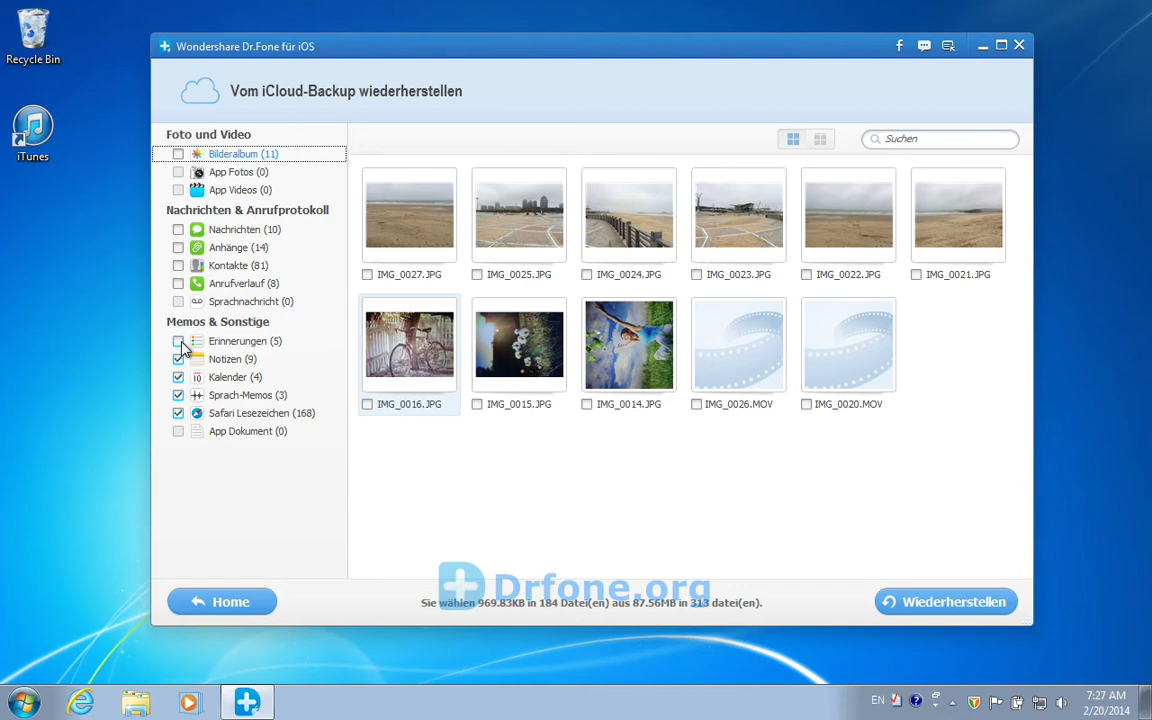 Recycle Bin
iTunes
Wondershare Dr.Fone für iOS
Vom iCloud-Backup wiederherstellen
Suchen
Foto und Video
Bilderalbum (11)
App Fotos (0)
App Videos (0)
Nachrichten & Anrufprotokoll
Nachrichten (10)
Anhänge (14)
Kontakte (81)
Anrufverlauf (8)
Sprachnachricht (0)
Memos & Sonstige
Erinnerungen (5)
Notizen (9)
Kalender (4)
Sprach-Memos (3)
Safari Lesezeichen (168)
App Dokument (0)
IMG_0027.JPG
IMG_0025.JPG
IMG_0024.JPG
IMG_0023.JPG
IMG_0022.JPG
IMG_0021.JPG
IMG_0016.JPG
IMG_0015.JPG
IMG_0014.JPG
IMG_0026.MOV
IMG_0020.MOV
Drfone.org
Home
Sie wählen 969.83KB in 184 Datei(en) aus 87.56MB in 313 datei(en).
Wiederherstellen
EN
7:27 AM
2/20/2014